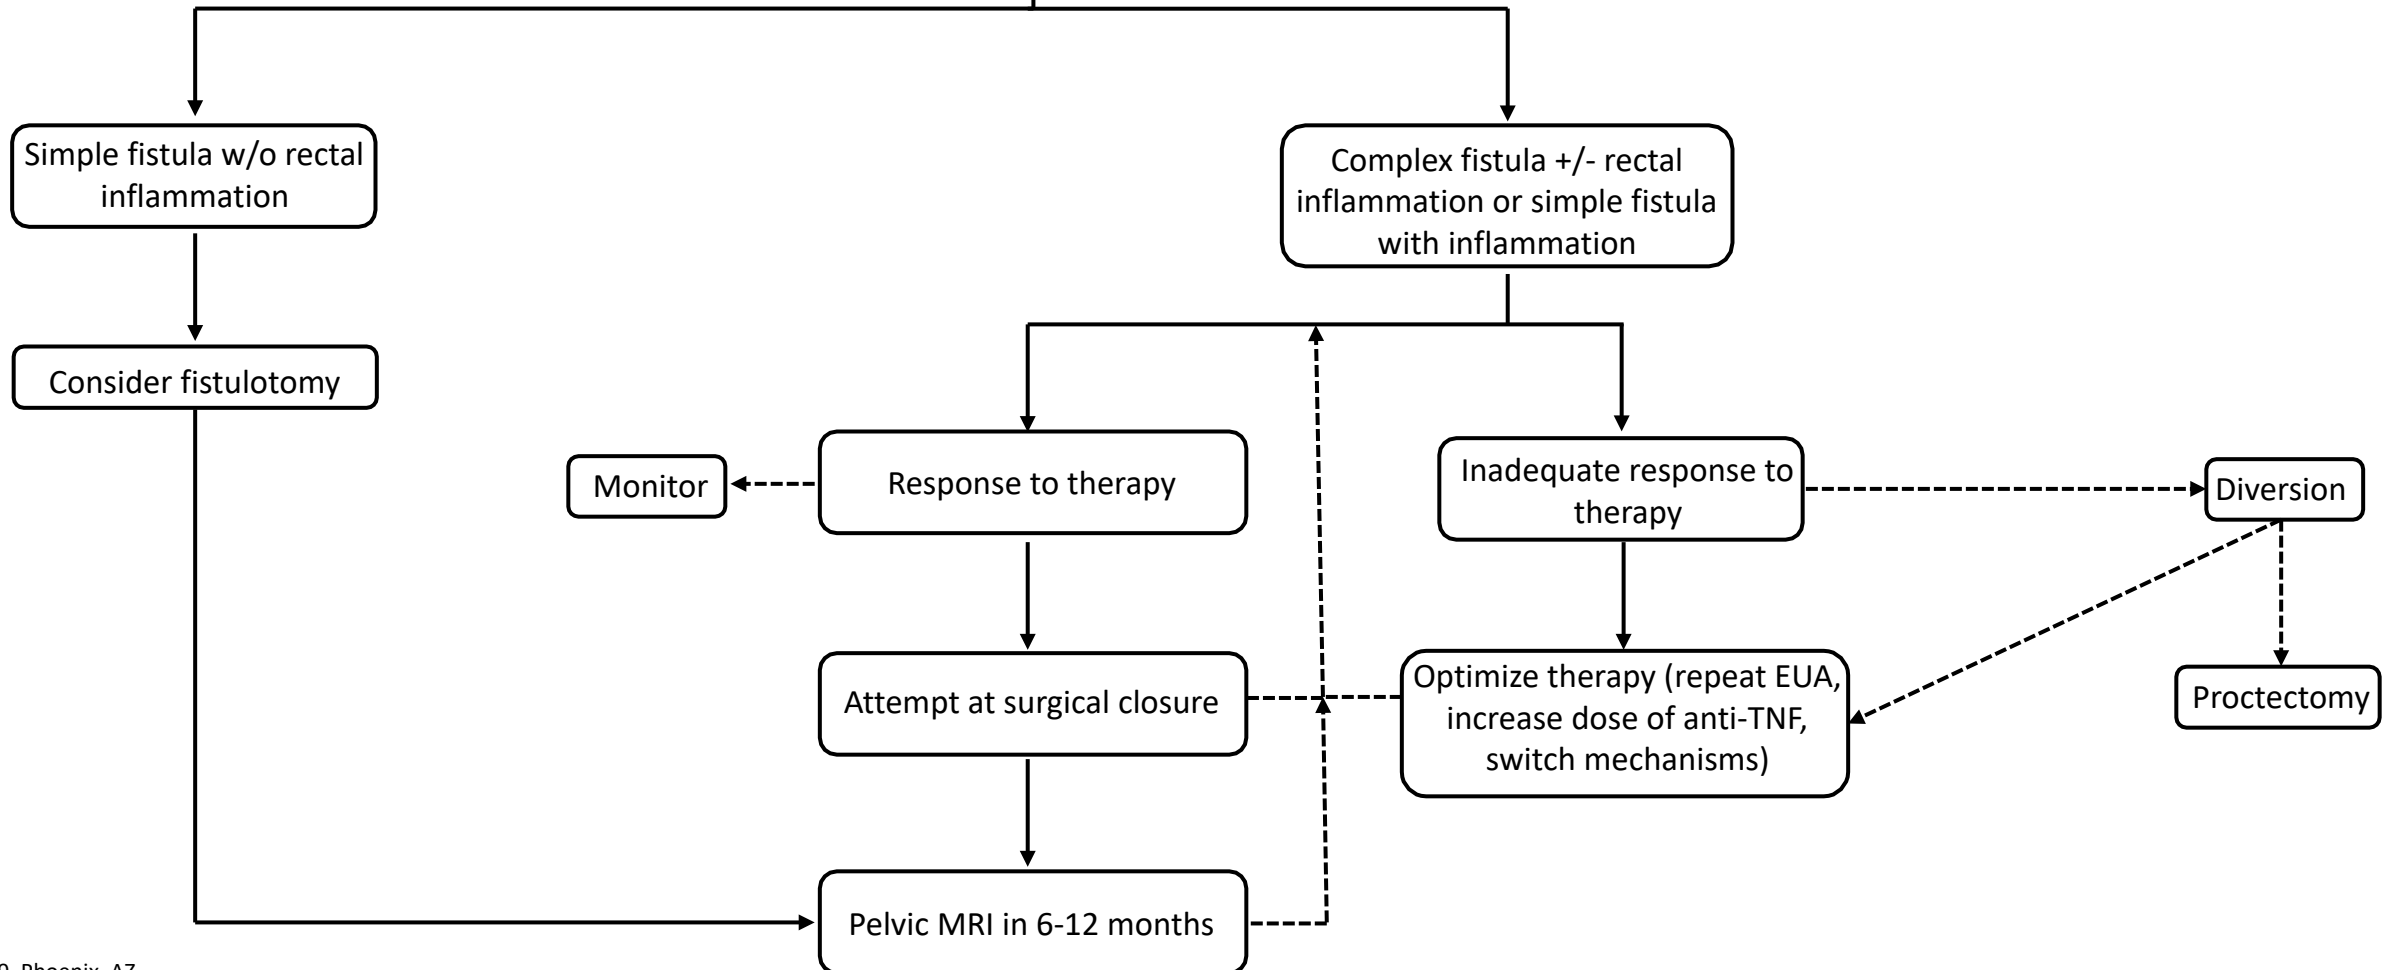 Simple fistula w/o rectal
inflammation
Complex fistula +/- rectal
inflammation or simple fistula
with inflammation
Consider fistulotomy
Monitor
Response to therapy
Inadequate response to
therapy
Diversion
Attempt at surgical closure
Optimize therapy (repeat EUA,
increase dose of anti-TNF,
switch mechanisms)
Proctectomy
Pelvic MRI in 6-12 months
Phoenix, AZ